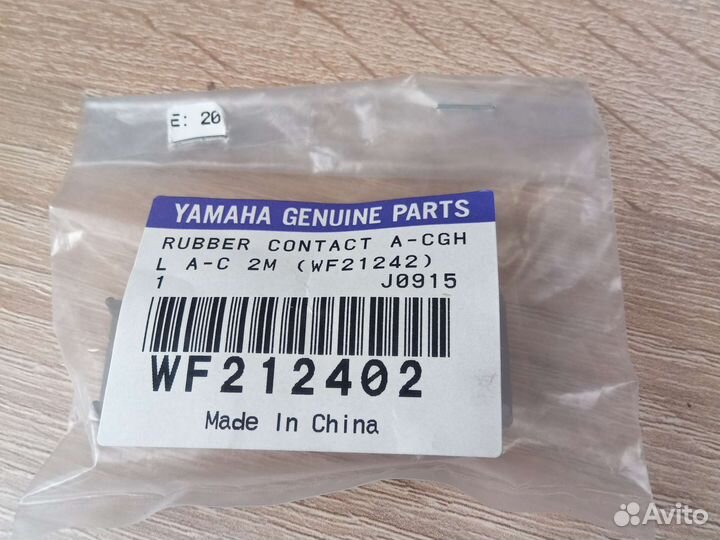 E: 20
YAMAHA GENUINE PARTS
RUBBER CONTACT A-CGH
L A-C 2M (WF21242)
1 J0915
WF212402
Made In China
Avito